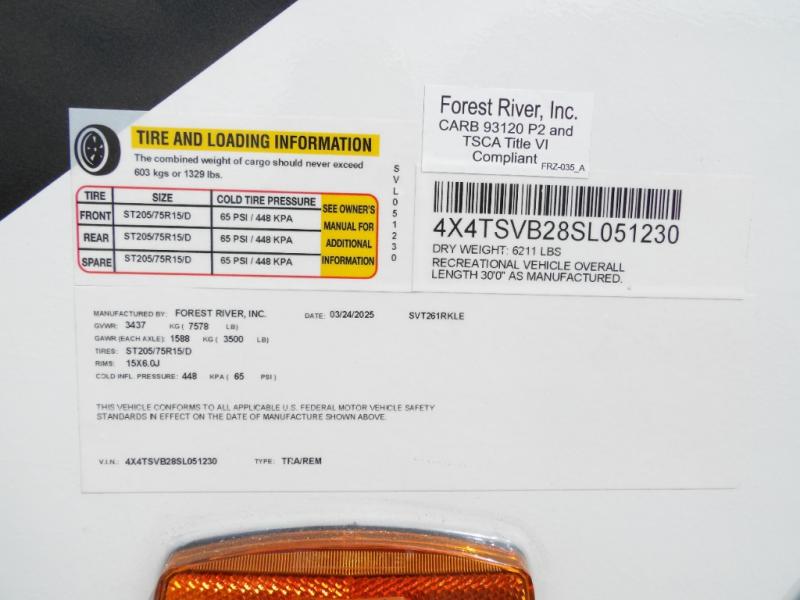 Forest River, Inc.
CARB 93120 P2 and
TSCA Title VI
Compliant
FRZ-035_A
TIRE AND LOADING INFORMATION
The combined weight of cargo should never exceed
603 kgs or 1329 lbs.
TIRE SIZE COLD TIRE PRESSURE
FRONT ST205/75R15/D 65 PSI / 448 KPA
REAR ST205/75R15/D 65 PSI / 448 KPA
SPARE ST205/75R15/D 65 PSI / 448 KPA
SEE OWNER'S
MANUAL FOR
ADDITIONAL
INFORMATION
SVL051230
4X4TSVB28SL051230
DRY WEIGHT: 6211 LBS
RECREATIONAL VEHICLE OVERALL
LENGTH 30'0" AS MANUFACTURED.
MANUFACTURED BY: FOREST RIVER, INC. DATE: 03/24/2025 SVT261RKLE
GVWR: 3437 KG ( 7578 LB)
GAWR (EACH AXLE): 1588 KG ( 3500 LB)
TIRES: ST205/75R15/D
RIMS: 15X6.0J
COLD INFL. PRESSURE: 448 KPA ( 65 PSI )
THIS VEHICLE CONFORMS TO ALL APPLICABLE U.S. FEDERAL MOTOR VEHICLE SAFETY
STANDARDS IN EFFECT ON THE DATE OF MANUFACTURE SHOWN ABOVE.
V.I.N.: 4X4TSVB28SL051230 TYPE: TRA/REM